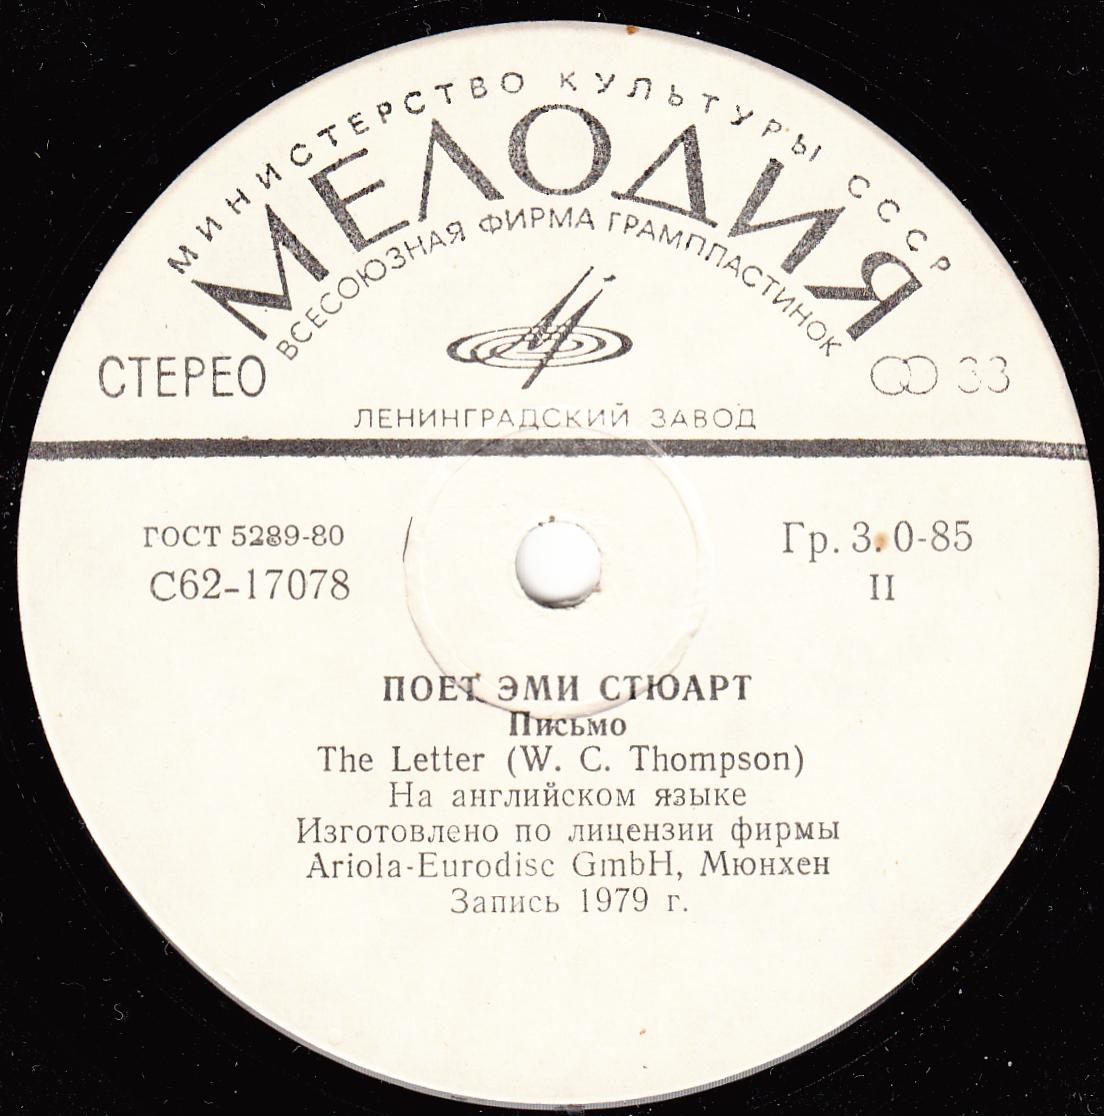 МИНИСТЕРСТВО КУЛЬТУРЫ СССР
МЕЛОДИЯ
ВСЕСОЮЗНАЯ ФИРМА ГРАМПЛАСТИНОК
СТЕРЕО
33
ЛЕНИНГРАДСКИЙ ЗАВОД
ГОСТ 5289-80
Гр. 3. 0-85
С62-17078
II
ПОЕТ ЭМИ СТЮАРТ
Письмо
The Letter (W. C. Thompson)
На английском языке
Изготовлено по лицензии фирмы
Ariola-Eurodisc GmbH, Мюнхен
Запись 1979 г.